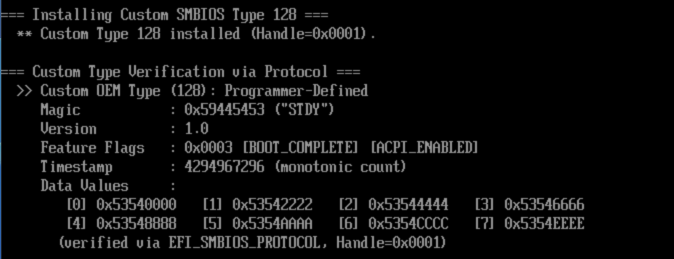 === Installing Custom SMBIOS Type 128 ===
** Custom Type 128 installed (Handle=0x0001).
=== Custom Type Verification via Protocol ===
>> Custom OEM Type (128): Programmer-Defined
Magic : 0x59445453 ("STDY")
Version : 1.0
Feature Flags : 0x0003 [BOOT_COMPLETE] [ACPI_ENABLED]
Timestamp : 4294967296 (monotonic count)
Data Values :
[0] 0x53540000 [1] 0x53542222 [2] 0x53544444 [3] 0x53546666
[4] 0x53548888 [5] 0x5354AAAA [6] 0x5354CCCC [7] 0x5354EEEE
(verified via EFI_SMBIOS_PROTOCOL, Handle=0x0001)